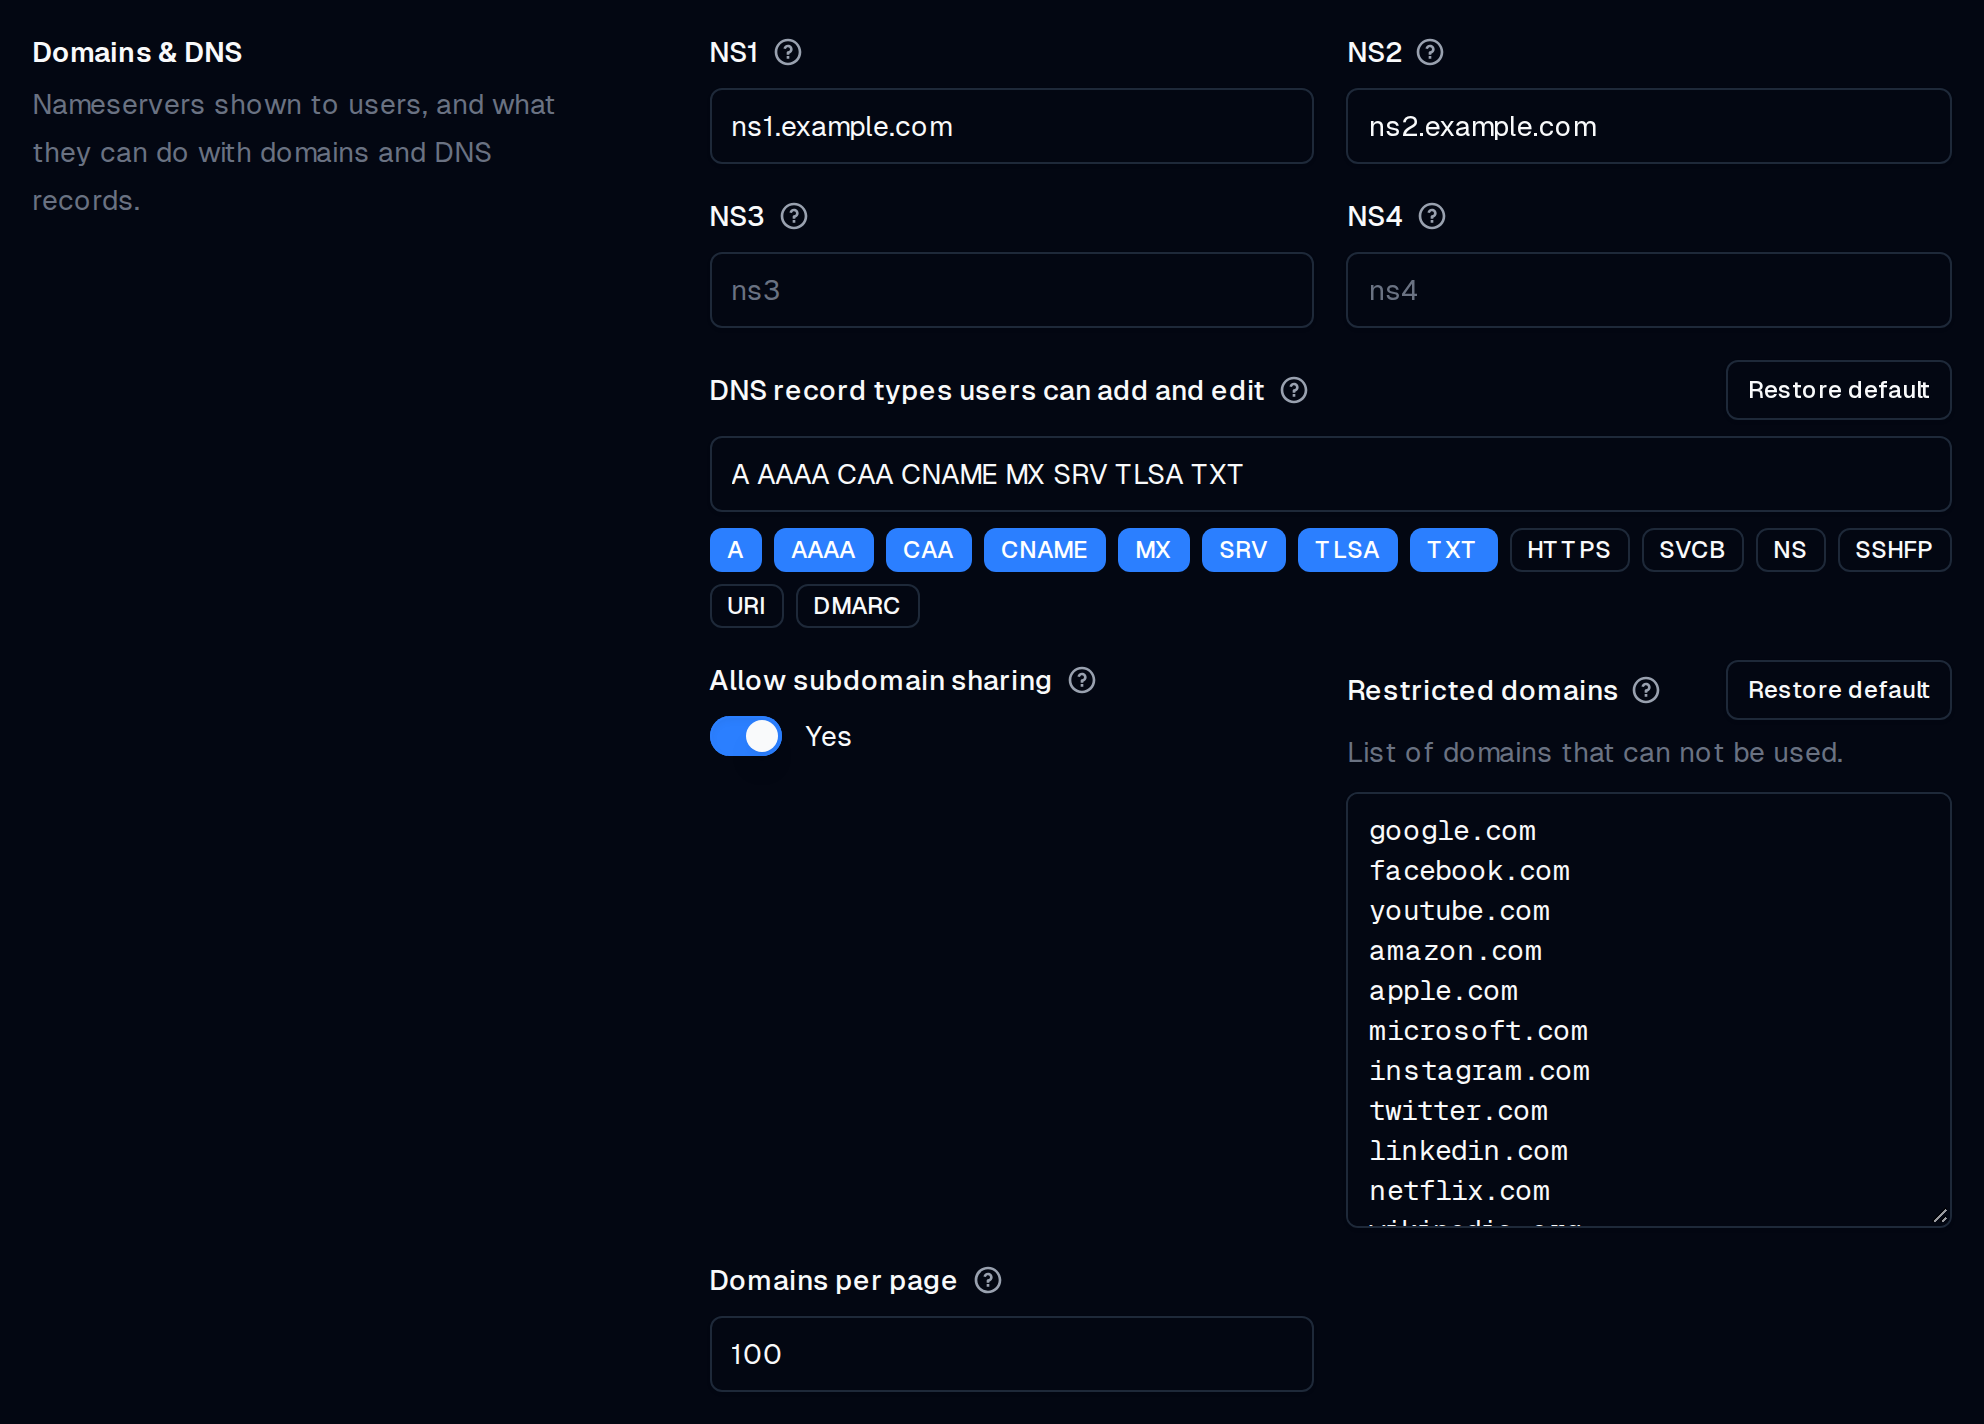 Domains & DNS
Nameservers shown to users, and what
they can do with domains and DNS
records.
NS1
ns1.example.com
NS2
ns2.example.com
NS3
ns3
NS4
ns4
DNS record types users can add and edit
Restore default
A AAAA CAA CNAME MX SRV TLSA TXT
A AAAA CAA CNAME MX SRV TLSA TXT HTTPS SVCB NS SSHFP
URI DMARC
Allow subdomain sharing
Yes
Restricted domains
Restore default
List of domains that can not be used.
google.com
facebook.com
youtube.com
amazon.com
apple.com
microsoft.com
instagram.com
twitter.com
linkedin.com
netflix.com
Domains per page
100